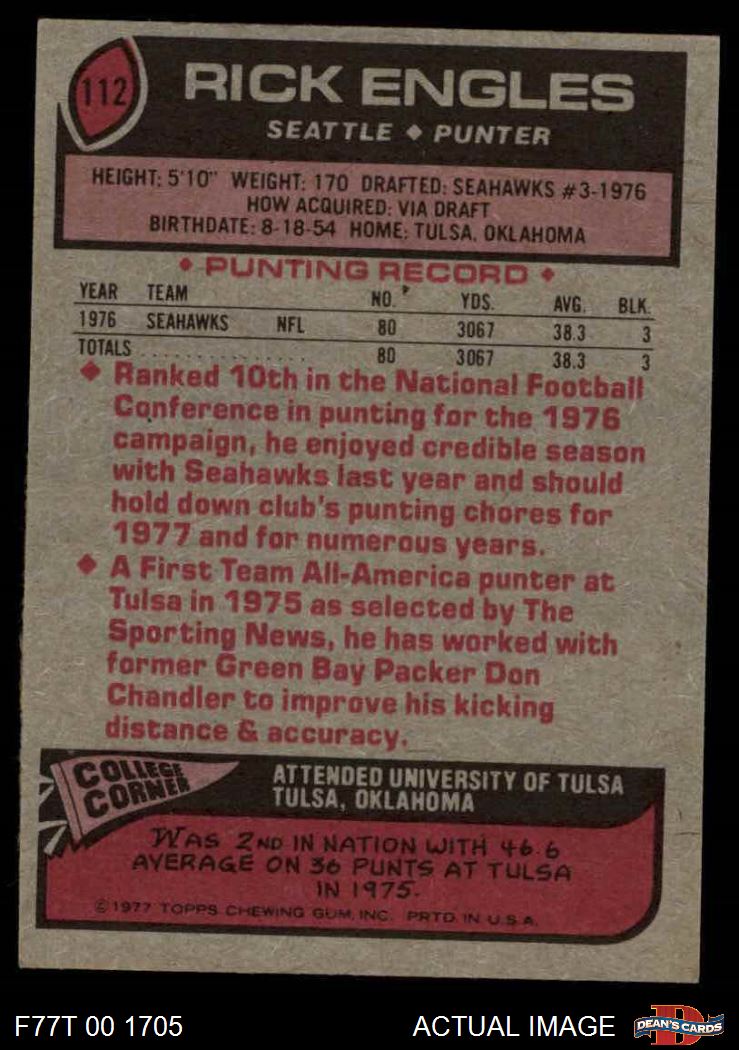 112
RICK ENGLES
SEATTLE ◆ PUNTER
HEIGHT: 5'10" WEIGHT: 170 DRAFTED: SEAHAWKS #3-1976
HOW ACQUIRED: VIA DRAFT
BIRTHDATE: 8-18-54 HOME: TULSA, OKLAHOMA
◆ PUNTING RECORD ◆
YEAR TEAM NO. YDS. AVG. BLK.
1976 SEAHAWKS NFL 80 3067 38.3 3
TOTALS . . . . . . . . . . . . . . . . 80 3067 38.3 3
◆ Ranked 10th in the National Football
Conference in punting for the 1976
campaign, he enjoyed credible season
with Seahawks last year and should
hold down club's punting chores for
1977 and for numerous years.
◆ A First Team All-America punter at
Tulsa in 1975 as selected by The
Sporting News, he has worked with
former Green Bay Packer Don
Chandler to improve his kicking
distance & accuracy.
COLLEGE
CORNER
ATTENDED UNIVERSITY OF TULSA
TULSA, OKLAHOMA
WAS 2ND IN NATION WITH 46.6
AVERAGE ON 36 PUNTS AT TULSA
IN 1975.
©1977 TOPPS CHEWING GUM, INC. PRTD. IN U.S.A.
F77T 00 1705
ACTUAL IMAGE
D
DEAN'S CARDS